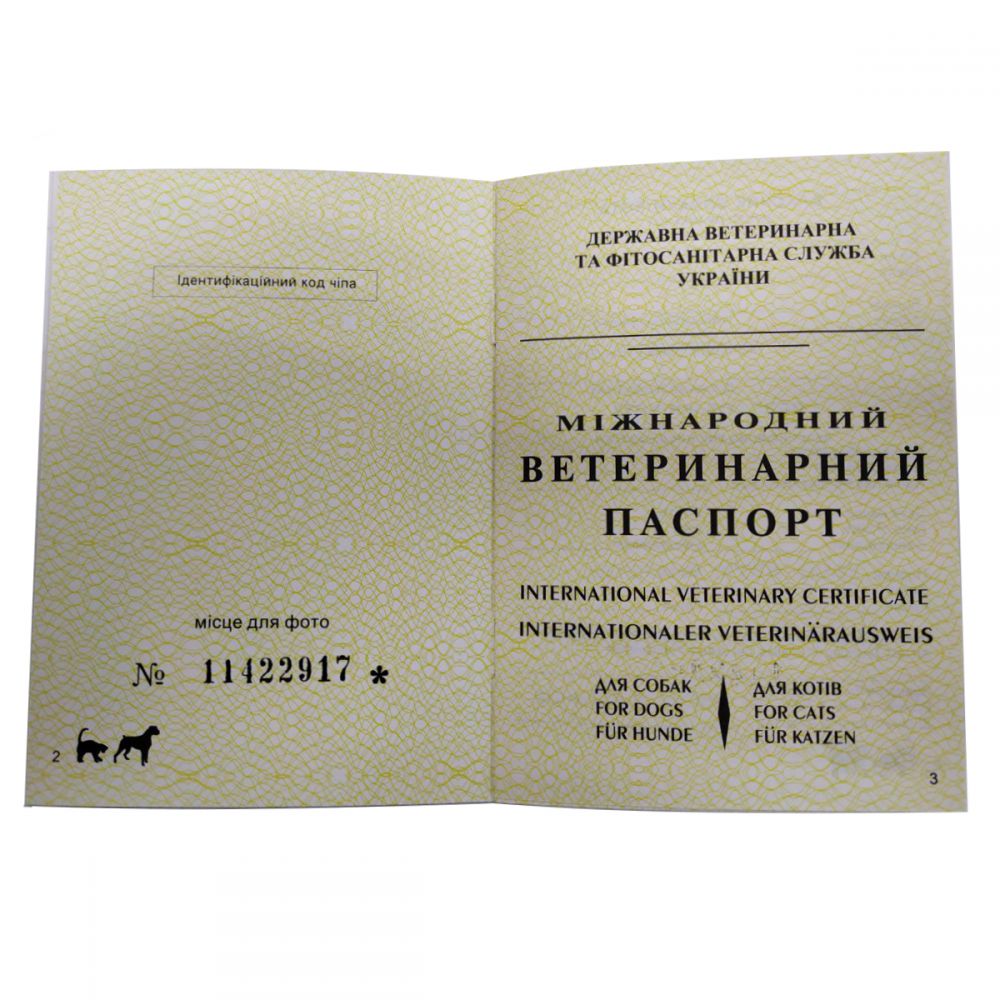 Ідентифікаційний код чіпа
місце для фото
№ 11422917 *
2
ДЕРЖАВНА ВЕТЕРИНАРНА
ТА ФІТОСАНІТАРНА СЛУЖБА
УКРАЇНИ
МІЖНАРОДНИЙ
ВЕТЕРИНАРНИЙ
ПАСПОРТ
INTERNATIONAL VETERINARY CERTIFICATE
INTERNATIONALER VETERINÄRAUSWEIS
ДЛЯ СОБАК
FOR DOGS
FÜR HUNDE
ДЛЯ КОТІВ
FOR CATS
FÜR KATZEN
3